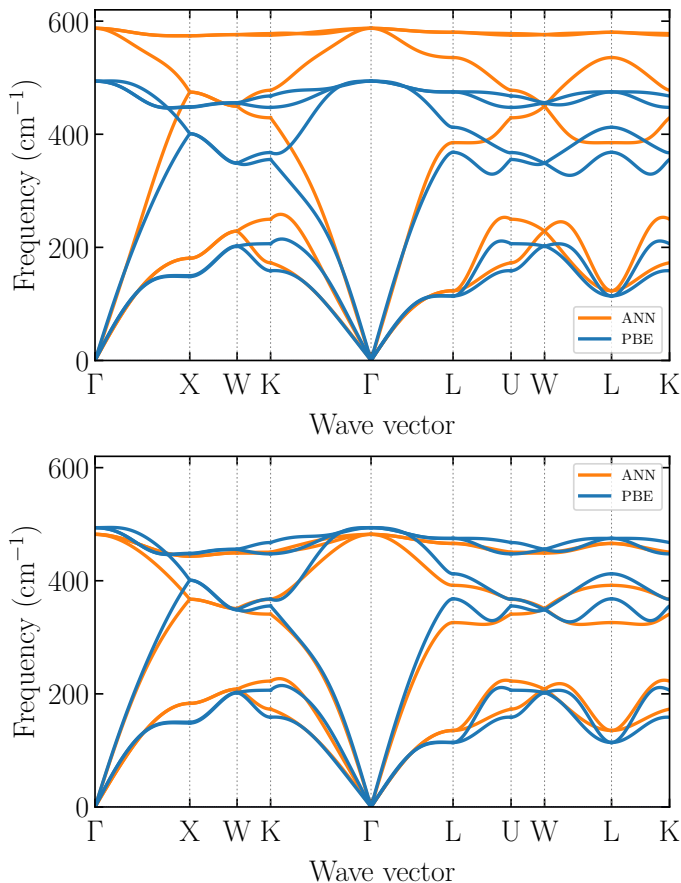 600
400
200
0
Frequency (cm⁻¹)
ANN
PBE
Γ X W K Γ L U W L K
Wave vector
600
400
200
0
Frequency (cm⁻¹)
ANN
PBE
Γ X W K Γ L U W L K
Wave vector